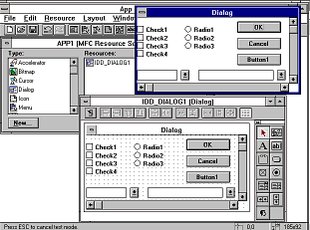 App
File Edit Resource Layout Window
APP1 [MFC Resource Sc
Type:
Resources:
Accelerator
Bitmap
Cursor
Dialog
Icon
Menu
New...
IDD_DIALOG1
Dialog
Check1
Check2
Check3
Check4
Radio1
Radio2
Radio3
OK
Cancel
Button1
IDD_DIALOG1 (Dialog)
Dialog
Check1
Check2
Check3
Check4
Radio1
Radio2
Radio3
OK
Cancel
Button1
Press ESC to cancel test mode.
0,0
185x92